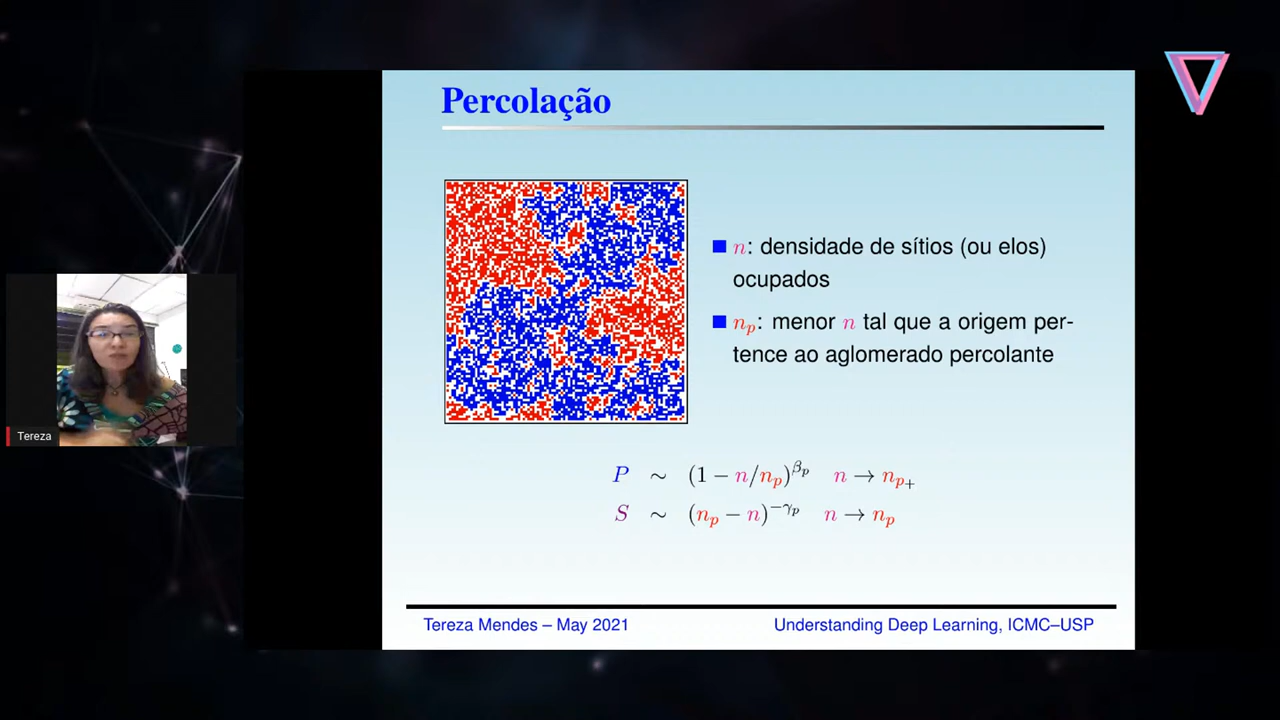 Percolação
n: densidade de sítios (ou elos)
ocupados
n_p: menor n tal que a origem per-
tence ao aglomerado percolante
P ∼ (1 − n/n_p)^{β_p} n → n_{p_+}
S ∼ (n_p − n)^{−γ_p} n → n_p
Tereza
Tereza Mendes – May 2021
Understanding Deep Learning, ICMC–USP